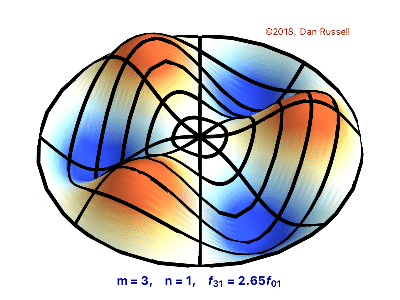 ©2018, Dan Russell
m = 3, n = 1, f₃₁ = 2.65f₀₁